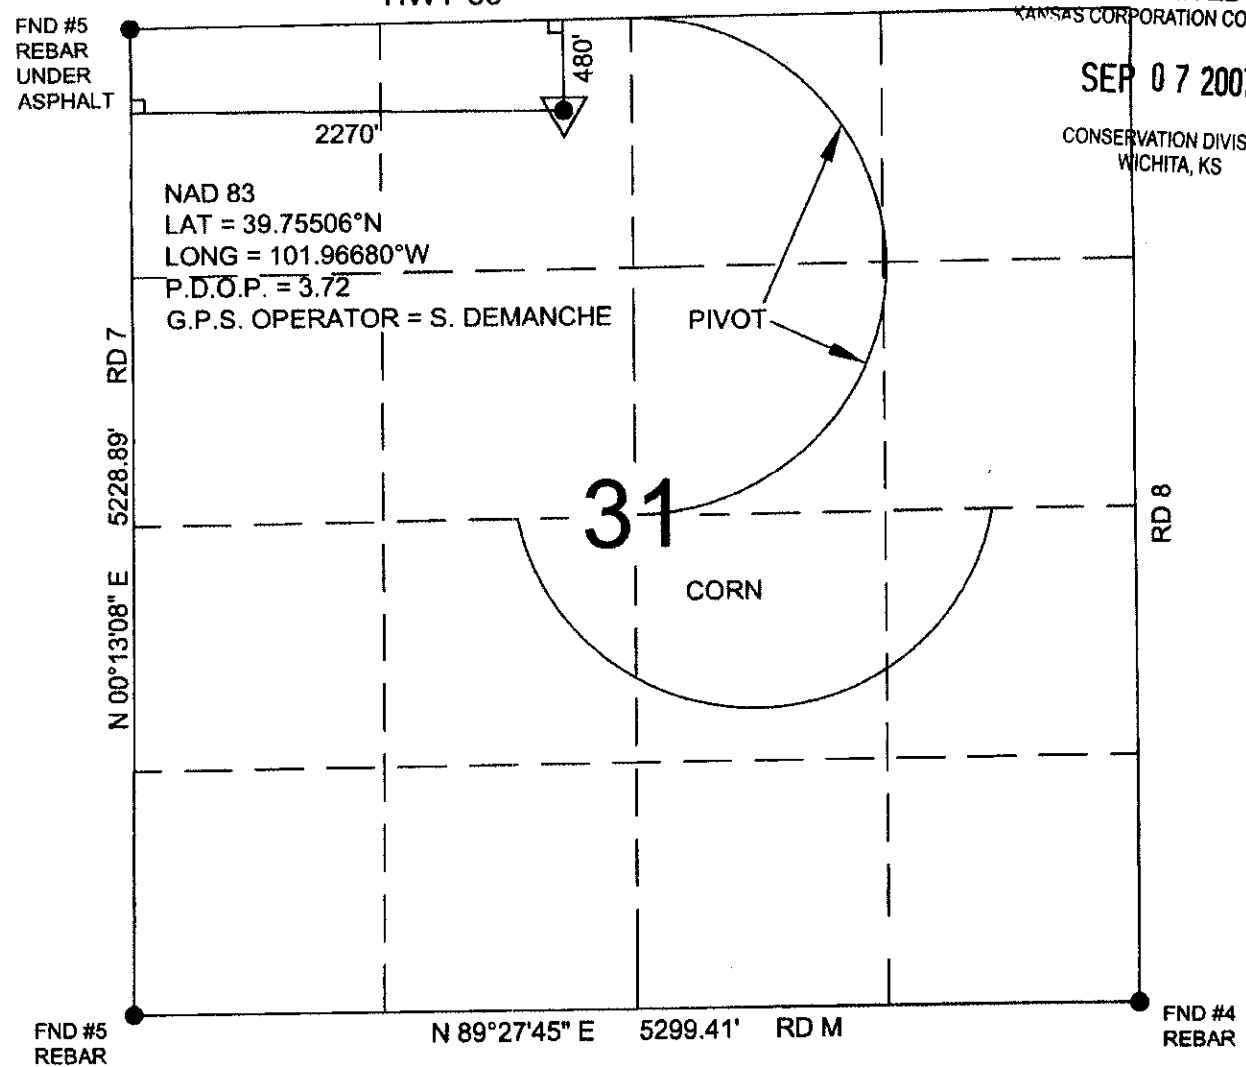 FND #5
REBAR
UNDER
ASPHALT
480'
2270'
KANSAS CORPORATION CO
SEP 07 200
CONSERVATION DIVIS
WICHITA, KS
NAD 83
LAT = 39.75506°N
LONG = 101.96680°W
P.D.O.P. = 3.72
G.P.S. OPERATOR = S. DEMANCHE
PIVOT
RD 7
5228.89'
N 00°13'08" E
31
CORN
RD 8
FND #5
REBAR
N 89°27'45" E 5299.41' RD M
FND #4
REBAR